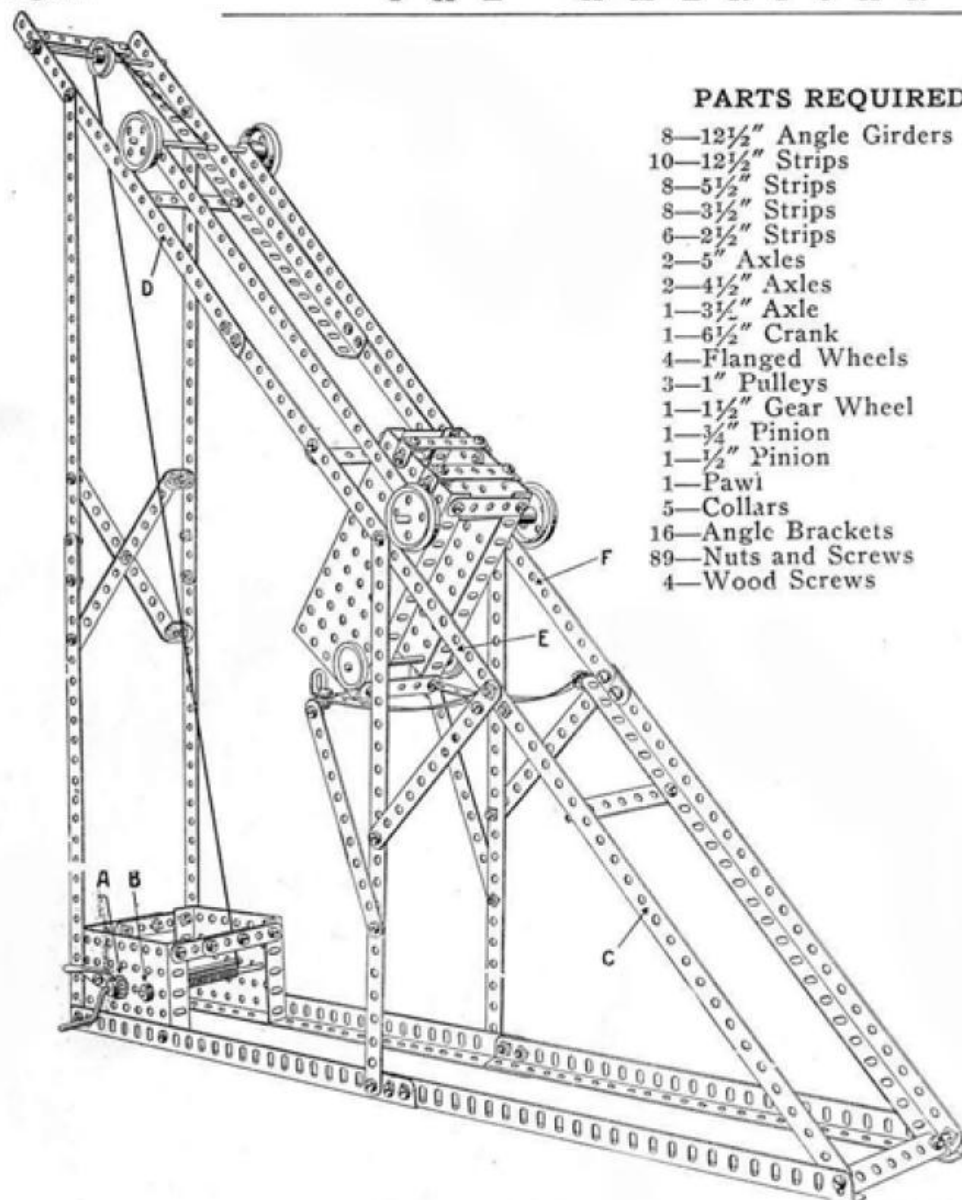 PARTS REQUIRED
8—12½" Angle Girders
10—12½" Strips
8—5½" Strips
8—3½" Strips
6—2½" Strips
2—5" Axles
2—4½" Axles
1—3½" Axle
1—6½" Crank
4—Flanged Wheels
3—1" Pulleys
1—1½" Gear Wheel
1—¾" Pinion
1—½" Pinion
1—Pawl
5—Collars
16—Angle Brackets
89—Nuts and Screws
4—Wood Screws
D
F
E
A B
C